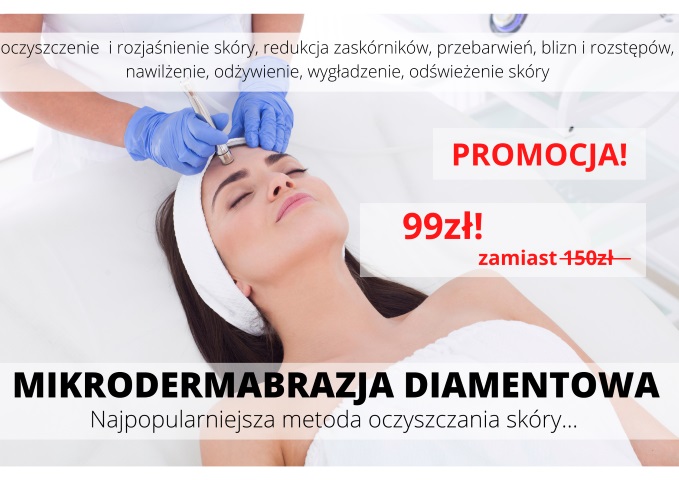 oczyszczenie i rozjaśnienie skóry, redukcja zaskórników, przebarwień, blizn i rozstępów,
nawilżenie, odżywienie, wygładzenie, odświeżenie skóry
PROMOCJA!
99zł!
zamiast 150zł
MIKRODERMABRAZJA DIAMENTOWA
Najpopularniejsza metoda oczyszczania skóry...